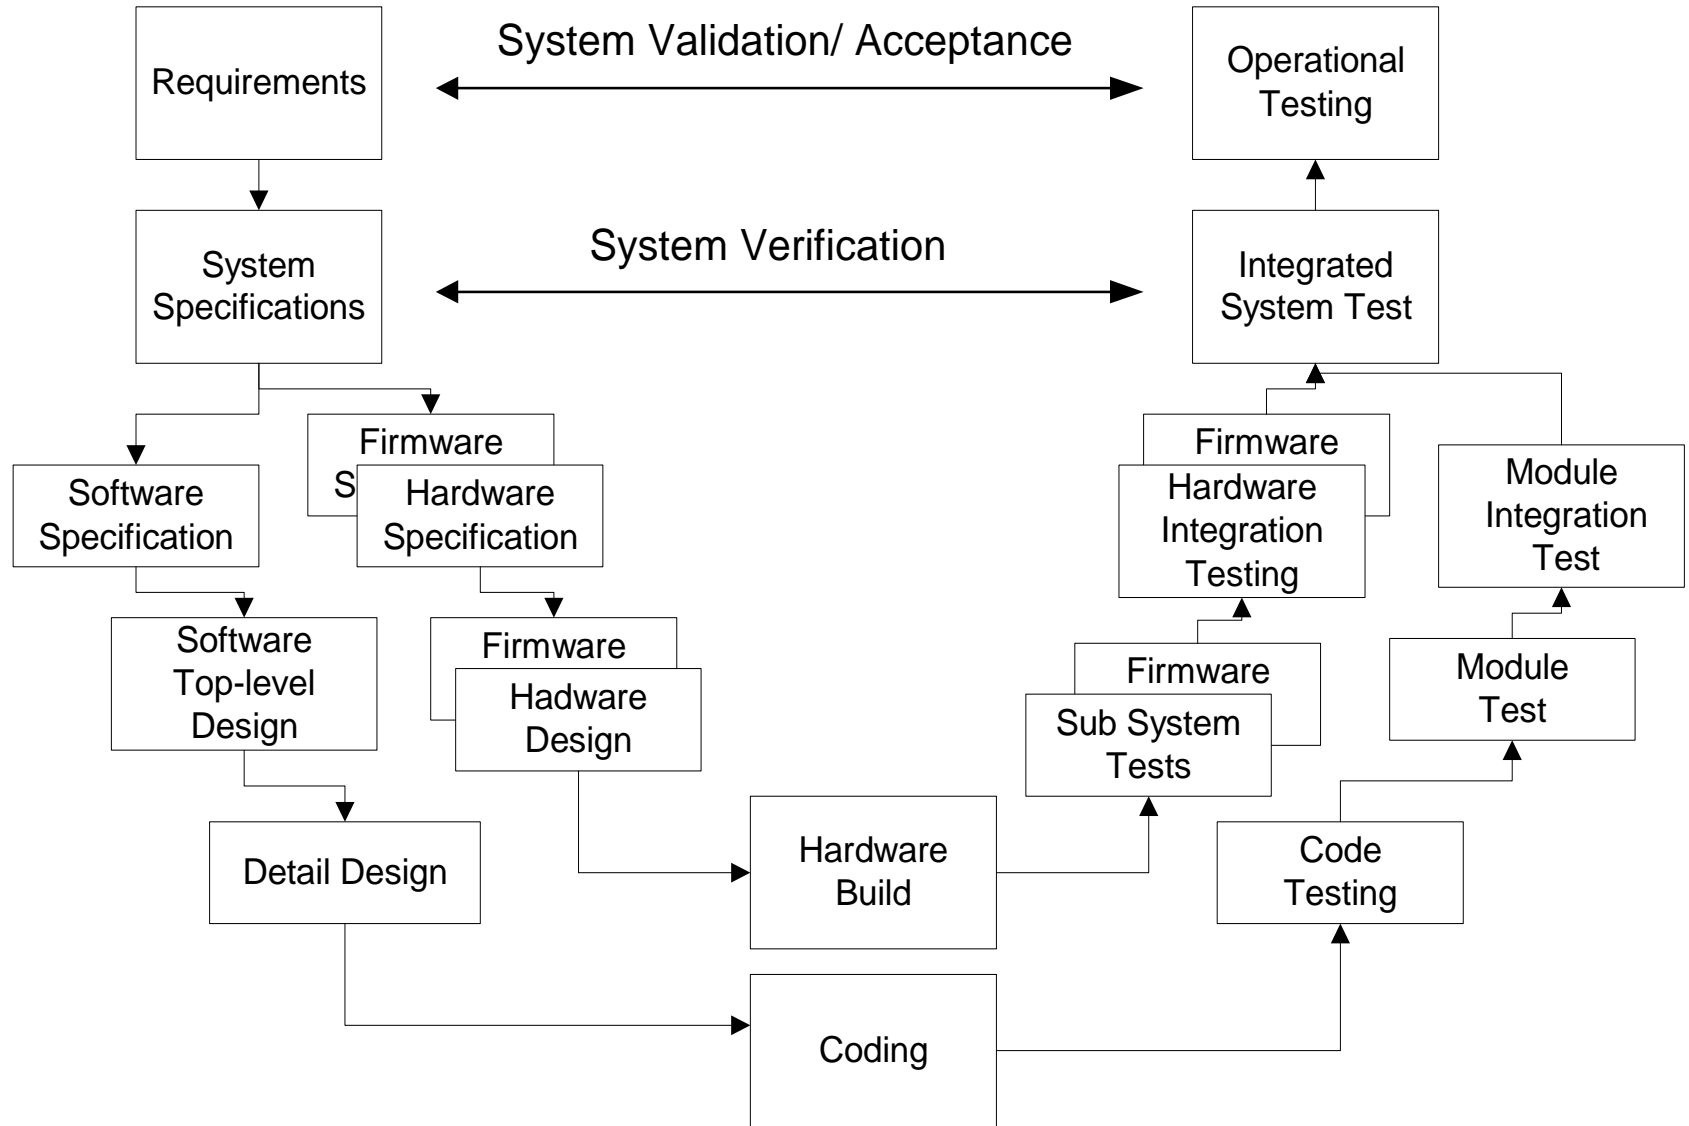 Requirements
System Validation/ Acceptance
Operational
Testing
System
Specifications
System Verification
Integrated
System Test
Software
Specification
Firmware
S
Hardware
Specification
Firmware
Hardware
Integration
Testing
Module
Integration
Test
Software
Top-level
Design
Firmware
Hadware
Design
Firmware
Sub System
Tests
Module
Test
Detail Design
Hardware
Build
Code
Testing
Coding